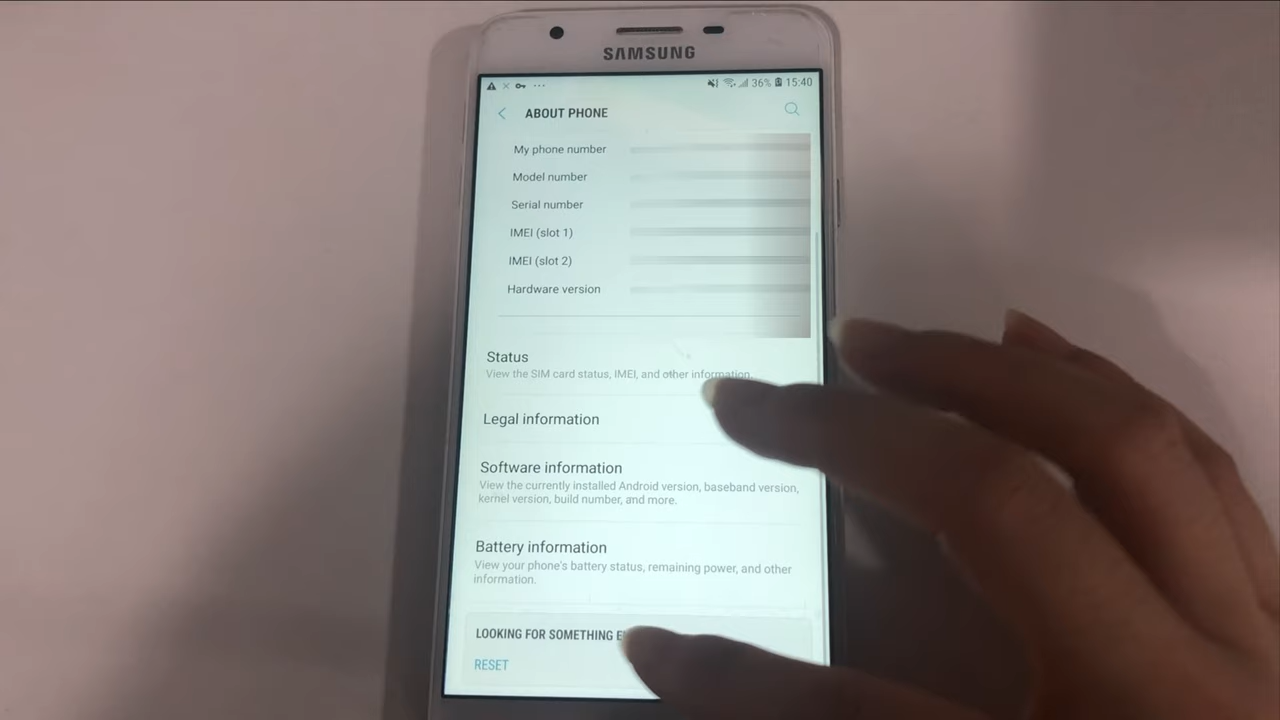 SAMSUNG
36% 15:40
ABOUT PHONE
My phone number
Model number
Serial number
IMEI (slot 1)
IMEI (slot 2)
Hardware version
Status
View the SIM card status, IMEI, and other information.
Legal information
Software information
View the currently installed Android version, baseband version,
kernel version, build number, and more.
Battery information
View your phone's battery status, remaining power, and other
information.
LOOKING FOR SOMETHING
RESET